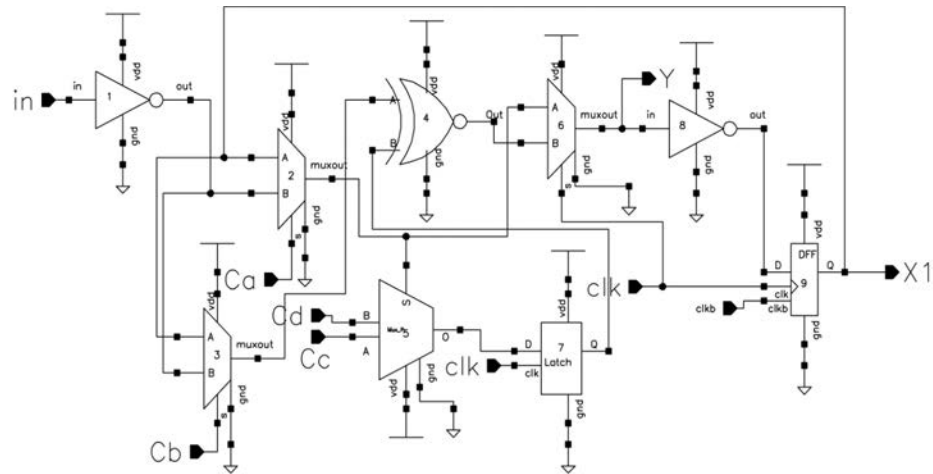 in
in
1
vdd
gnd
out
A
B
2
vdd
muxout
s
gnd
Ca
A
B
3
vdd
muxout
s
gnd
Cb
A
B
4
vdd
Out
gnd
A
B
6
vdd
muxout
s
gnd
Y
in
8
vdd
out
gnd
Cd
Cc
B
A
S
5
O
vdd
gnd
clk
D
clk
7
Latch
vdd
Q
gnd
clk
clkb
D
clk
clkb
DFF
9
vdd
Q
gnd
X1